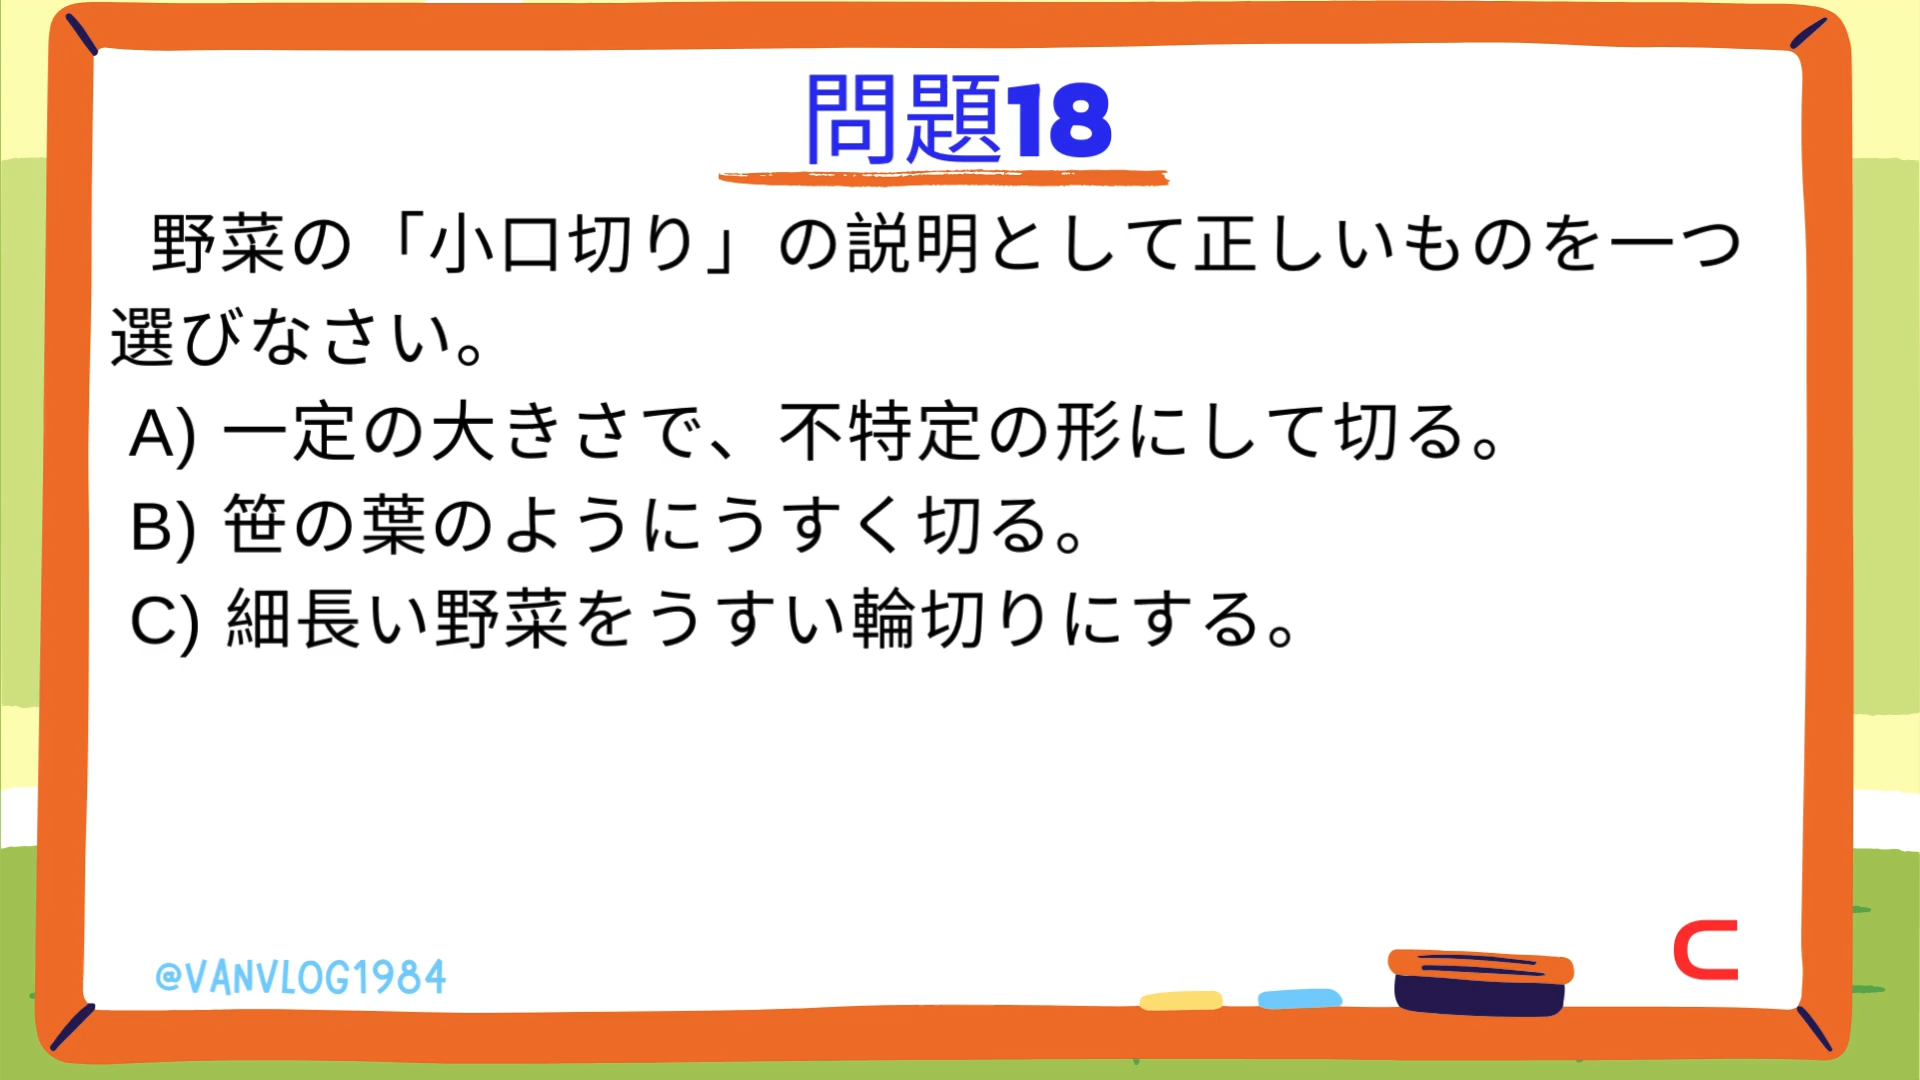 問題18
野菜の「小口切り」の説明として正しいものを一つ
選びなさい。
A) 一定の大きさで、不特定の形にして切る。
B) 笹の葉のようにうすく切る。
C) 細長い野菜をうすい輪切りにする。
@VANVLOG1984
C